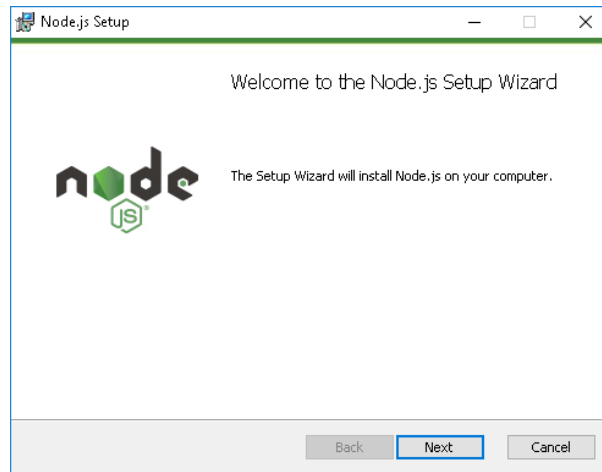 Node.js Setup
Welcome to the Node.js Setup Wizard
node
JS
The Setup Wizard will install Node.js on your computer.
Back Next Cancel